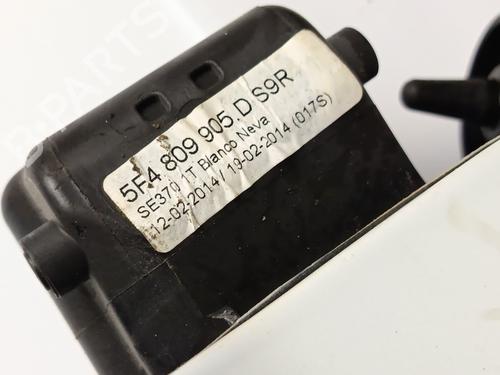 5F4 809 905 D S9R
SE370 1T Blanco Neva
12-02-2014 / 19-02-2014 (017S)